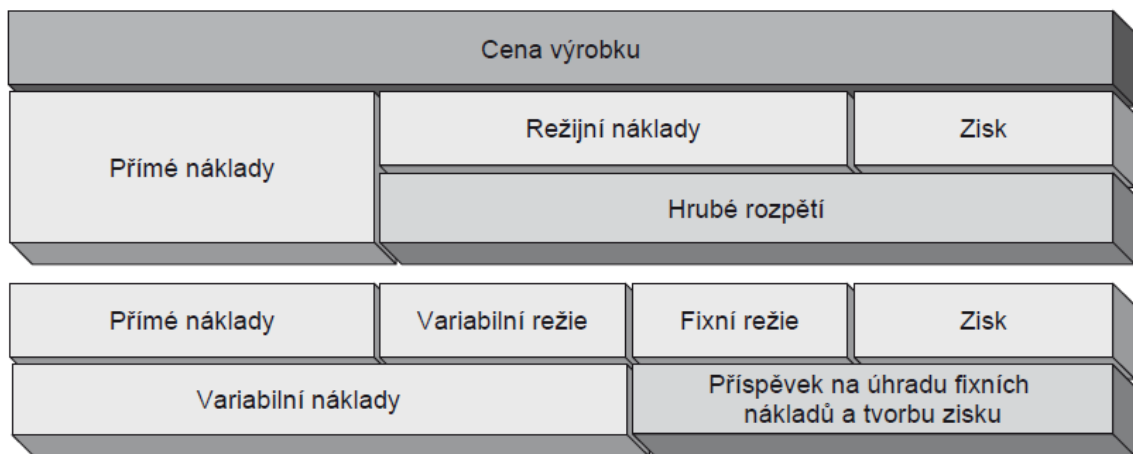 Cena výrobku
Přímé náklady
Režijní náklady
Zisk
Hrubé rozpětí
Přímé náklady
Variabilní režie
Fixní režie
Zisk
Variabilní náklady
Příspěvek na úhradu fixních
nákladů a tvorbu zisku